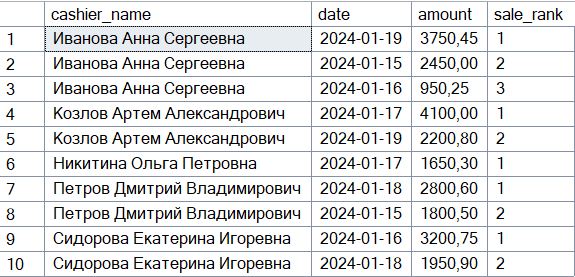 cashier_name date amount sale_rank
1 Иванова Анна Сергеевна 2024-01-19 3750,45 1
2 Иванова Анна Сергеевна 2024-01-15 2450,00 2
3 Иванова Анна Сергеевна 2024-01-16 950,25 3
4 Козлов Артем Александрович 2024-01-17 4100,00 1
5 Козлов Артем Александрович 2024-01-19 2200,80 2
6 Никитина Ольга Петровна 2024-01-17 1650,30 1
7 Петров Дмитрий Владимирович 2024-01-18 2800,60 1
8 Петров Дмитрий Владимирович 2024-01-15 1800,50 2
9 Сидорова Екатерина Игоревна 2024-01-16 3200,75 1
10 Сидорова Екатерина Игоревна 2024-01-18 1950,90 2